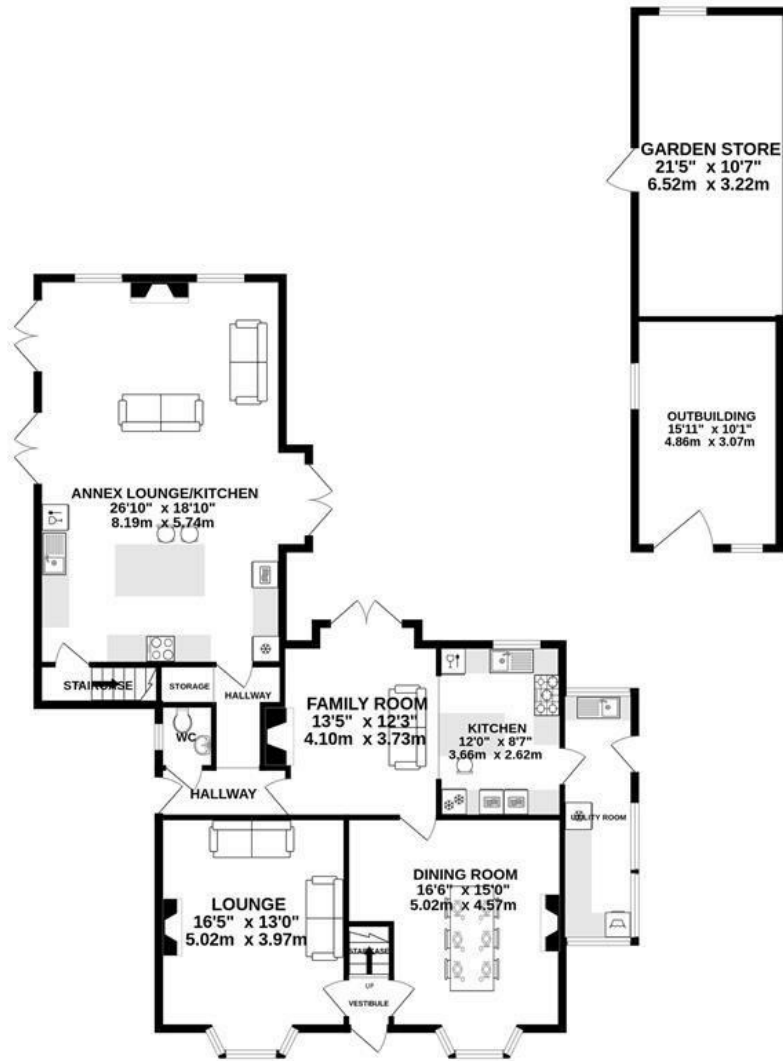 GARDEN STORE
21'5" x 10'7"
6.52m x 3.22m
OUTBUILDING
15'11" x 10'1"
4.86m x 3.07m
ANNEX LOUNGE/KITCHEN
26'10" x 18'10"
8.19m x 5.74m
STAIRCASE
STORAGE
HALLWAY
WC
HALLWAY
FAMILY ROOM
13'5" x 12'3"
4.10m x 3.73m
KITCHEN
12'0" x 8'7"
3.66m x 2.62m
UTILITY ROOM
LOUNGE
16'5" x 13'0"
5.02m x 3.97m
DINING ROOM
16'6" x 15'0"
5.02m x 4.57m
STAIRCASE
UP
VESTIBULE